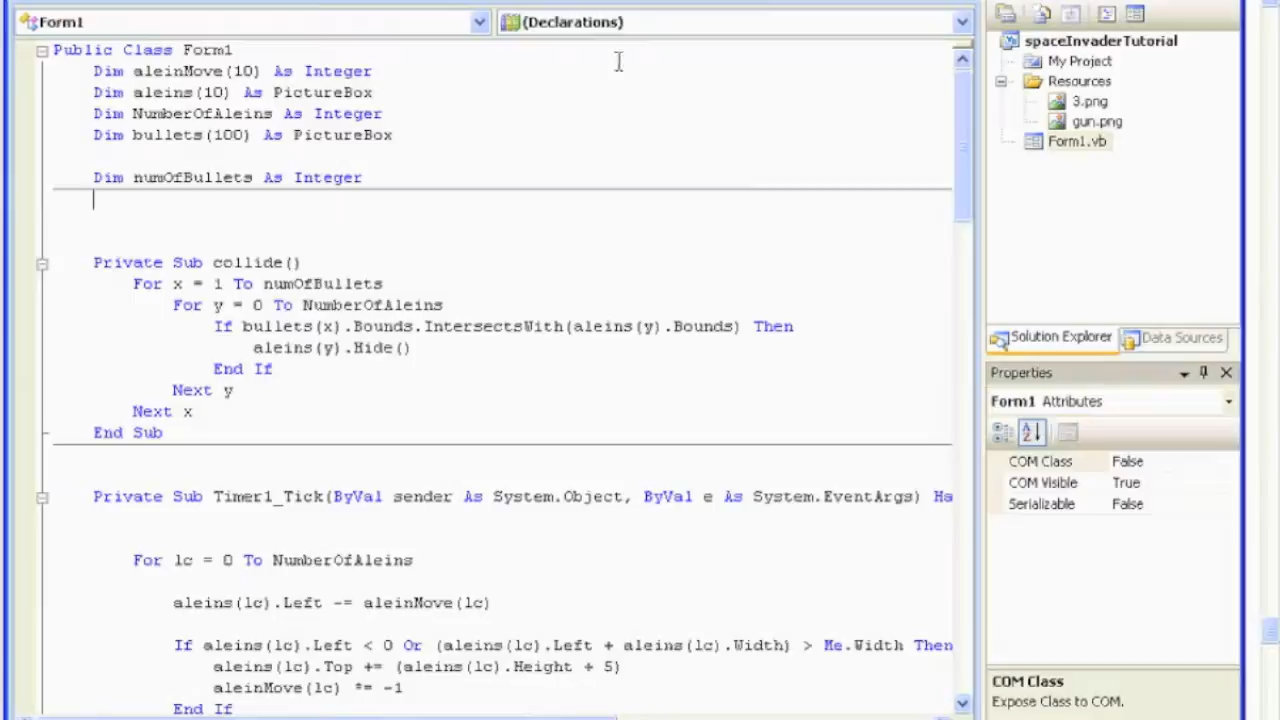 Form1
(Declarations)
Public Class Form1
Dim aleinMove(10) As Integer
Dim aleins(10) As PictureBox
Dim NumberOfAleins As Integer
Dim bullets(100) As PictureBox
Dim numOfBullets As Integer
Private Sub collide()
For x = 1 To numOfBullets
For y = 0 To NumberOfAleins
If bullets(x).Bounds.IntersectsWith(aleins(y).Bounds) Then
aleins(y).Hide()
End If
Next y
Next x
End Sub
Private Sub Timer1_Tick(ByVal sender As System.Object, ByVal e As System.EventArgs) Ha
For lc = 0 To NumberOfAleins
aleins(lc).Left -= aleinMove(lc)
If aleins(lc).Left < 0 Or (aleins(lc).Left + aleins(lc).Width) > Me.Width Then
aleins(lc).Top += (aleins(lc).Height + 5)
aleinMove(lc) *= -1
End If
spaceInvaderTutorial
My Project
Resources
3.png
gun.png
Form1.vb
Solution Explorer
Data Sources
Properties
Form1 Attributes
COM Class False
COM Visible True
Serializable False
COM Class
Expose Class to COM.